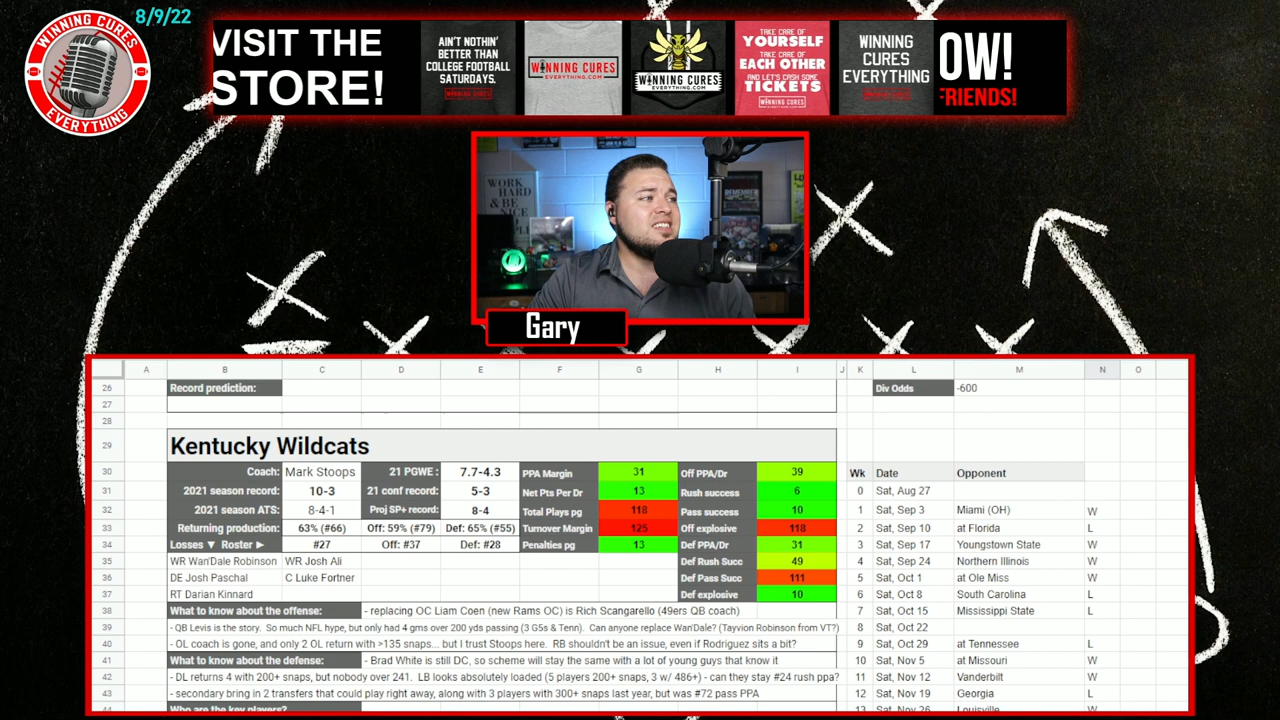 8/9/22
WINNING CURES
EVERYTHING
VISIT THE
STORE!
AIN'T NOTHIN'
BETTER THAN
COLLEGE FOOTBALL
SATURDAYS.
WINNING CURES
WINNING CURES
EVERYTHING.COM
WINNING CURES
EVERYTHING.COM
TAKE CARE OF
YOURSELF
TAKE CARE OF
EACH OTHER
AND LET'S CASH SOME
TICKETS
WINNING CURES
WINNING
CURES
EVERYTHING
OW!
FRIENDS!
WORK
HARD
& BE
NICE
Gary
A B C D E F G H I J K L M N O
26 Record prediction: Div Odds -600
27
28
29 Kentucky Wildcats
30 Coach: Mark Stoops 21 PGWE : 7.7-4.3 PPA Margin 31 Off PPA/Dr 39 Wk Date Opponent
31 2021 season record: 10-3 21 conf record: 5-3 Net Pts Per Dr 13 Rush success 6 0 Sat, Aug 27
32 2021 season ATS: 8-4-1 Proj SP+ record: 8-4 Total Plays pg 118 Pass success 10 1 Sat, Sep 3 Miami (OH) W
33 Returning production: 63% (#66) Off: 59% (#79) Def: 65% (#55) Turnover Margin 125 Off explosive 118 2 Sat, Sep 10 at Florida L
34 Losses ▼ Roster ► #27 Off: #37 Def: #28 Penalties pg 13 Def PPA/Dr 31 3 Sat, Sep 17 Youngstown State W
35 WR Wan'Dale Robinson WR Josh Ali Def Rush Succ 49 4 Sat, Sep 24 Northern Illinois W
36 DE Josh Paschal C Luke Fortner Def Pass Succ 111 5 Sat, Oct 1 at Ole Miss W
37 RT Darian Kinnard Def explosive 10 6 Sat, Oct 8 South Carolina L
38 What to know about the offense: - replacing OC Liam Coen (new Rams OC) is Rich Scangarello (49ers QB coach) 7 Sat, Oct 15 Mississippi State L
39 - QB Levis is the story. So much NFL hype, but only had 4 gms over 200 yds passing (3 G5s & Tenn). Can anyone replace Wan'Dale? (Tayvion Robinson from VT?) 8 Sat, Oct 22
40 - OL coach is gone, and only 2 OL return with >135 snaps... but I trust Stoops here. RB shouldn't be an issue, even if Rodriguez sits a bit? 9 Sat, Oct 29 at Tennessee L
41 What to know about the defense: - Brad White is still DC, so scheme will stay the same with a lot of young guys that know it 10 Sat, Nov 5 at Missouri W
42 - DL returns 4 with 200+ snaps, but nobody over 241. LB looks absolutely loaded (5 players 200+ snaps, 3 w/ 486+) - can they stay #24 rush ppa? 11 Sat, Nov 12 Vanderbilt W
43 - secondary bring in 2 transfers that could play right away, along with 3 players with 300+ snaps last year, but was #72 pass PPA 12 Sat, Nov 19 Georgia L
44 Who are the key players? 13 Sat, Nov 26 Louisville W